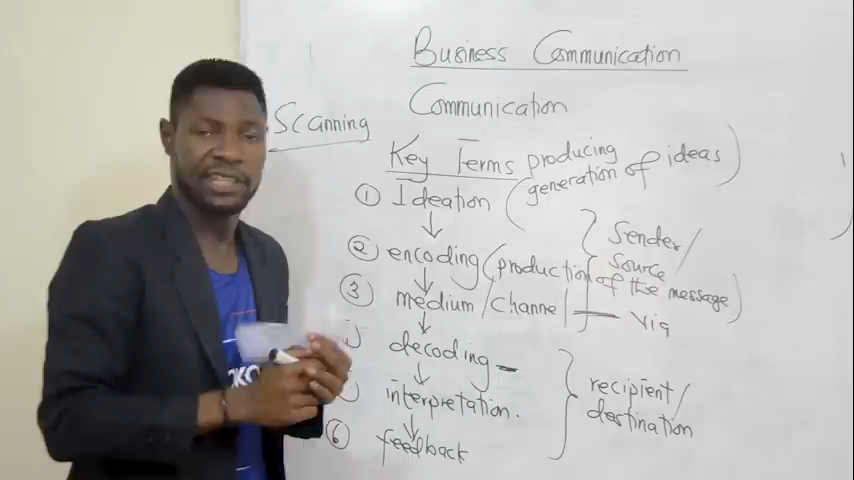 Business Communication
Communication
Scanning
Key Terms
① Ideation (producing generation of ideas)
② encoding (production of the message)
Sender/
Source
③ medium/Channel — via
decoding -
interpretation.
⑥ feedback
recipient/
destination